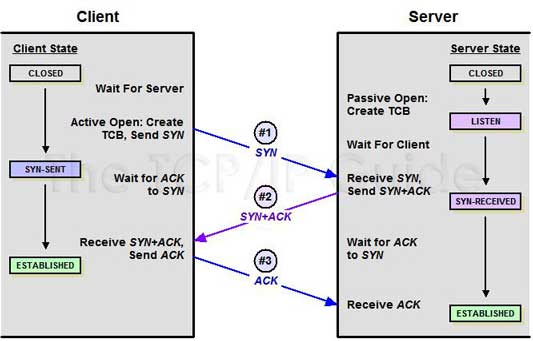 Client
Server
Client State
CLOSED
Wait For Server
Active Open: Create
TCB, Send SYN
SYN-SENT
Wait for ACK
to SYN
Receive SYN+ACK,
Send ACK
ESTABLISHED
#1
SYN
#2
SYN+ACK
#3
ACK
Server State
CLOSED
Passive Open:
Create TCB
LISTEN
Wait For Client
Receive SYN,
Send SYN+ACK
SYN-RECEIVED
Wait for ACK
to SYN
Receive ACK
ESTABLISHED
The TCP/IP Guide